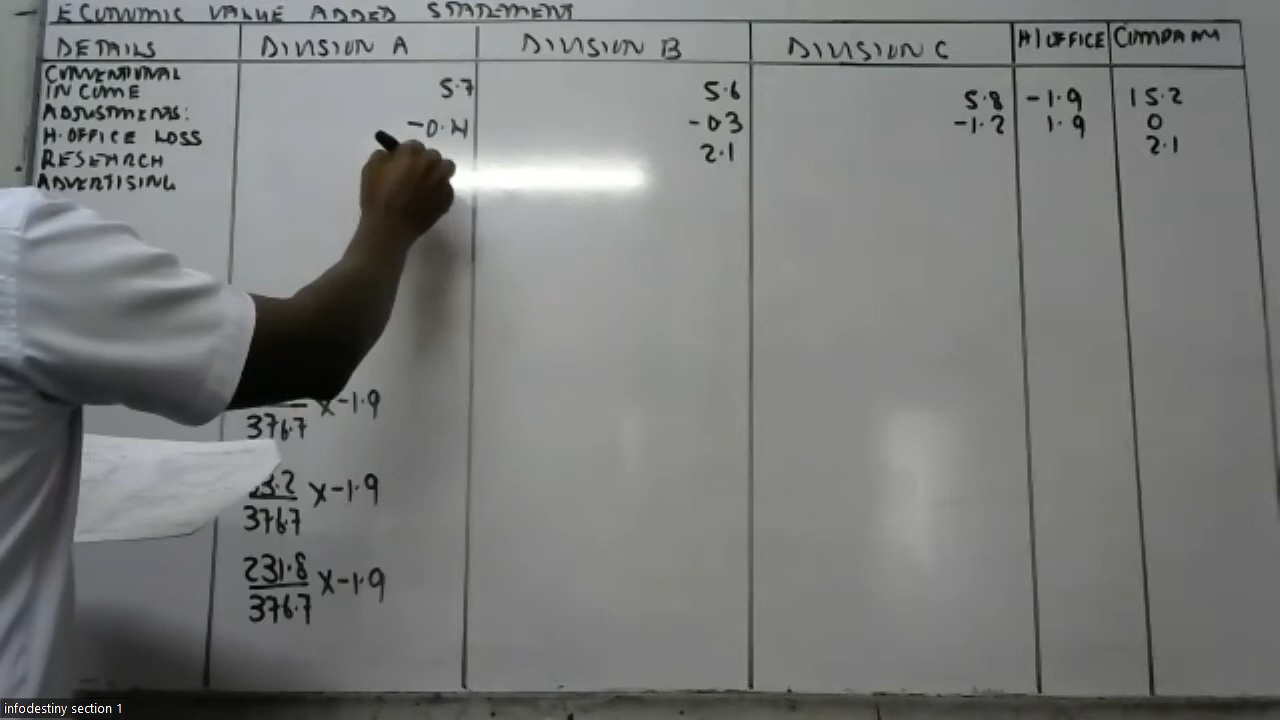 ECONOMIC VALUE ADDED STATEMENT
DETAILS DIVISION A DIVISION B DIVISION C H/OFFICE COMPANY
CONVENTIONAL
INCOME 5.7 5.6 5.8 -1.9 15.2
ADJUSTMENTS:
H.OFFICE LOSS -0.4 -0.3 -1.2 1.9 0
RESEARCH 2.1 2.1
ADVERTISING
x -1.9
376.7
3.2 x -1.9
376.7
231.8 x -1.9
376.7
infodestiny section 1